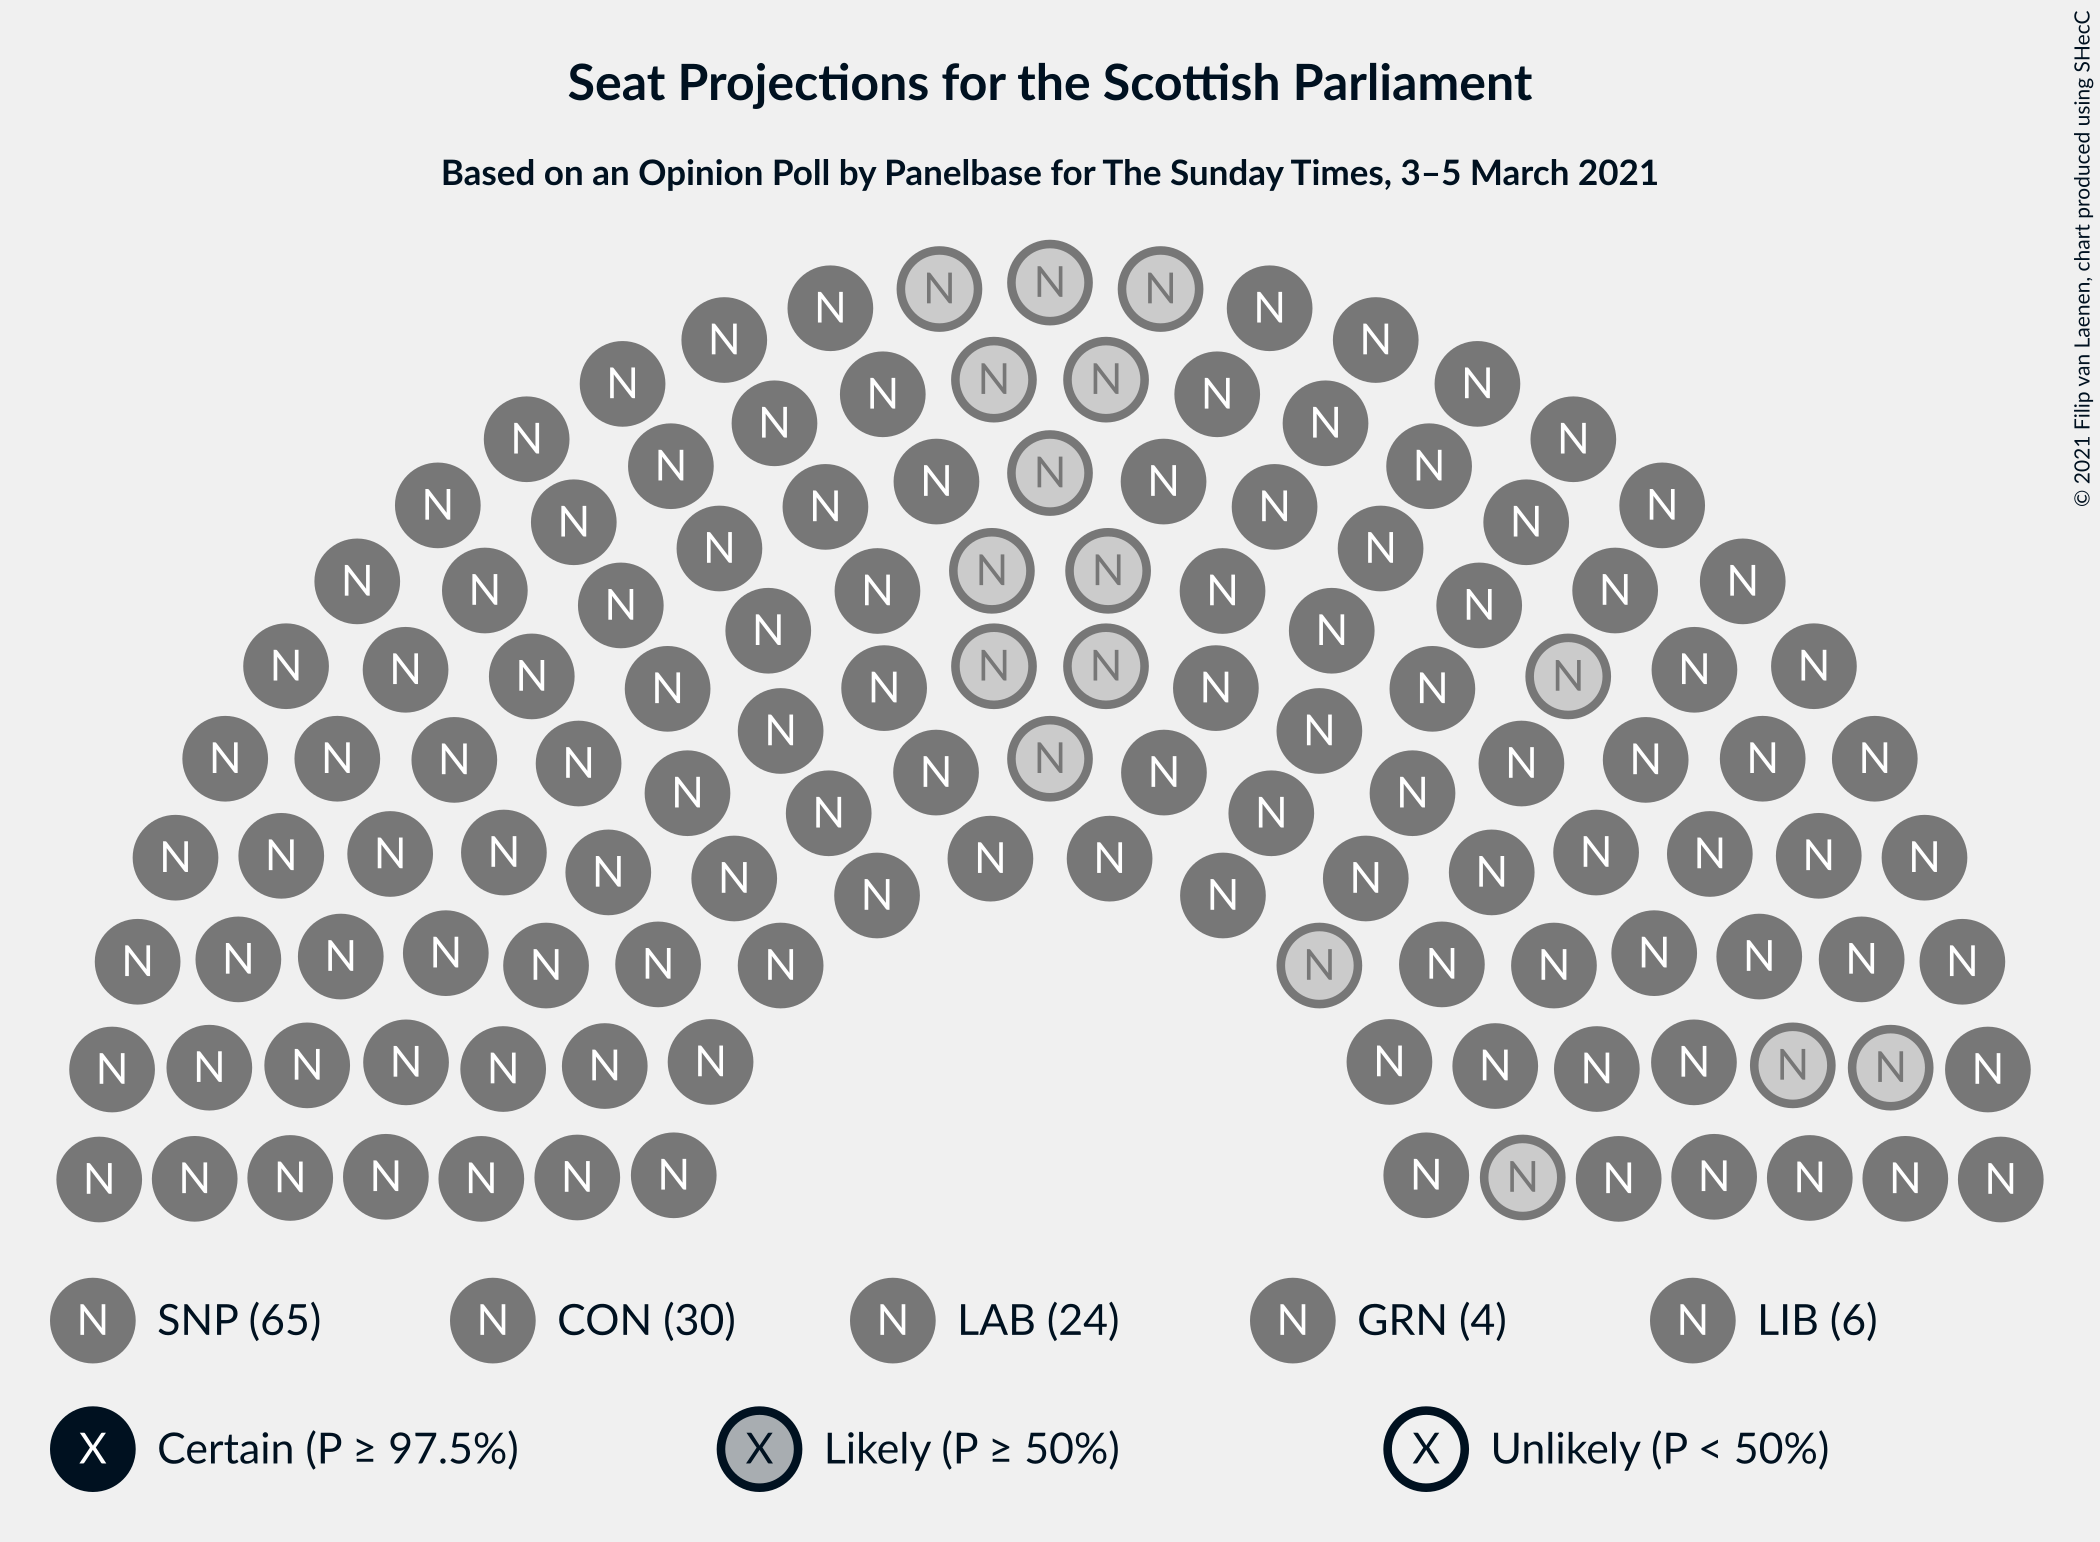 Seat Projections for the Scottish Parliament
Based on an Opinion Poll by Panelbase for The Sunday Times, 3–5 March 2021
© 2021 Filip van Laenen, chart produced using SHecC
N N N
N N
N N
N N N N N N
N N N N
N N N N N
N N N N
N N N N
N N N N N N N N N N
N N
N N N N N N N N N N N N
N N
N N N N N N N N N N N N N
N N
N N N N N N N N N N N N N N N N
N N N N N N N N N N N N N N
N N N N N N N N N N N N N N
N N N N N N N N N N N N N N
N SNP (65) N CON (30) N LAB (24) N GRN (4) N LIB (6)
X Certain (P ≥ 97.5%) X Likely (P ≥ 50%) X Unlikely (P < 50%)